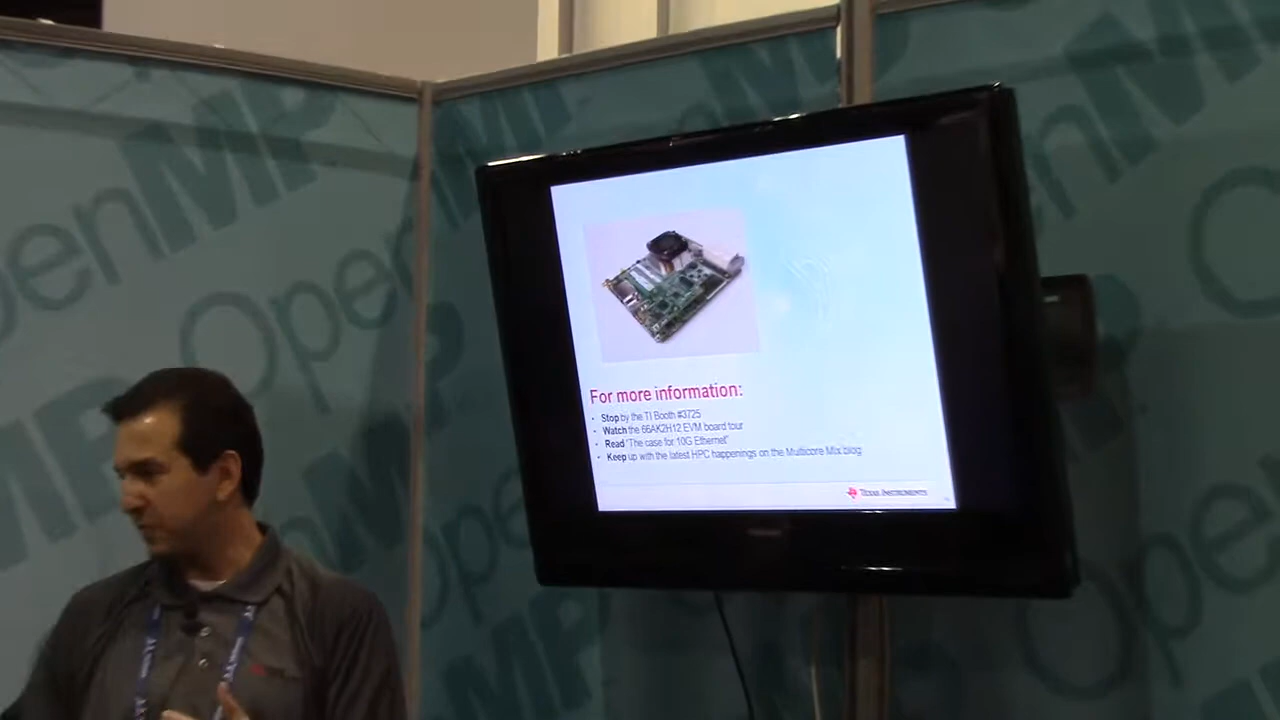 OpenMP
OpenMP
OpenMP
For more information:
· Stop by the TI Booth #3725
· Watch the 66AK2H12 EVM board tour
· Read "The case for 10G Ethernet"
· Keep up with the latest HPC happenings on the Multicore Mix blog
TEXAS INSTRUMENTS